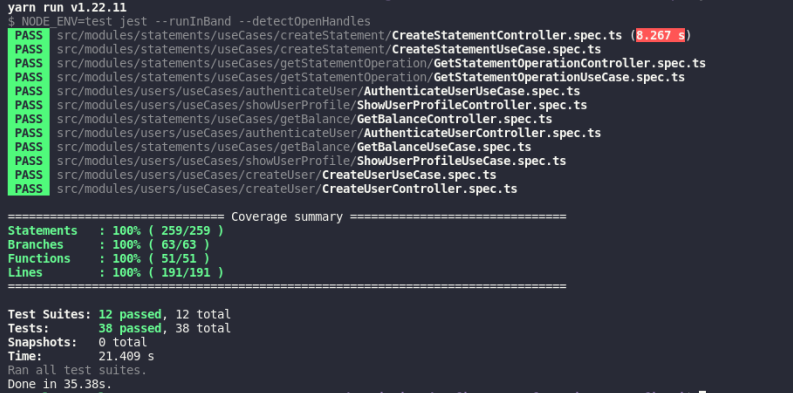 yarn run v1.22.11
$ NODE_ENV=test jest --runInBand --detectOpenHandles
PASS src/modules/statements/useCases/createStatement/CreateStatementController.spec.ts (8.267 s)
PASS src/modules/statements/useCases/createStatement/CreateStatementUseCase.spec.ts
PASS src/modules/statements/useCases/getStatementOperation/GetStatementOperationController.spec.ts
PASS src/modules/statements/useCases/getStatementOperation/GetStatementOperationUseCase.spec.ts
PASS src/modules/users/useCases/authenticateUser/AuthenticateUserUseCase.spec.ts
PASS src/modules/users/useCases/showUserProfile/ShowUserProfileController.spec.ts
PASS src/modules/statements/useCases/getBalance/GetBalanceController.spec.ts
PASS src/modules/users/useCases/authenticateUser/AuthenticateUserController.spec.ts
PASS src/modules/statements/useCases/getBalance/GetBalanceUseCase.spec.ts
PASS src/modules/users/useCases/showUserProfile/ShowUserProfileUseCase.spec.ts
PASS src/modules/users/useCases/createUser/CreateUserUseCase.spec.ts
PASS src/modules/users/useCases/createUser/CreateUserController.spec.ts
=============================== Coverage summary ===============================
Statements : 100% ( 259/259 )
Branches : 100% ( 63/63 )
Functions : 100% ( 51/51 )
Lines : 100% ( 191/191 )
================================================================================
Test Suites: 12 passed, 12 total
Tests: 38 passed, 38 total
Snapshots: 0 total
Time: 21.409 s
Ran all test suites.
Done in 35.38s.